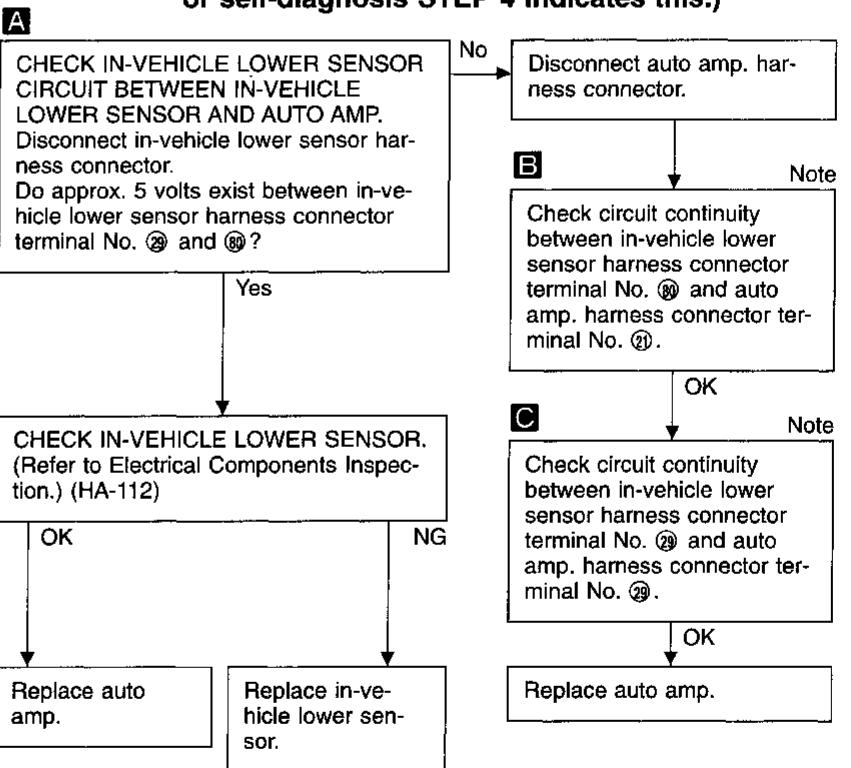 or self-diagnosis STEP 4 indicates this.)
A
CHECK IN-VEHICLE LOWER SENSOR
CIRCUIT BETWEEN IN-VEHICLE
LOWER SENSOR AND AUTO AMP.
Disconnect in-vehicle lower sensor har-
ness connector.
Do approx. 5 volts exist between in-ve-
hicle lower sensor harness connector
terminal No. ㉙ and 80?
No
Disconnect auto amp. har-
ness connector.
Yes
B
Note
Check circuit continuity
between in-vehicle lower
sensor harness connector
terminal No. 80 and auto
amp. harness connector ter-
minal No. ㉑.
OK
CHECK IN-VEHICLE LOWER SENSOR.
(Refer to Electrical Components Inspec-
tion.) (HA-112)
OK
NG
C
Note
Check circuit continuity
between in-vehicle lower
sensor harness connector
terminal No. ㉙ and auto
amp. harness connector ter-
minal No. ㉙.
OK
Replace auto
amp.
Replace in-ve-
hicle lower sen-
sor.
Replace auto amp.